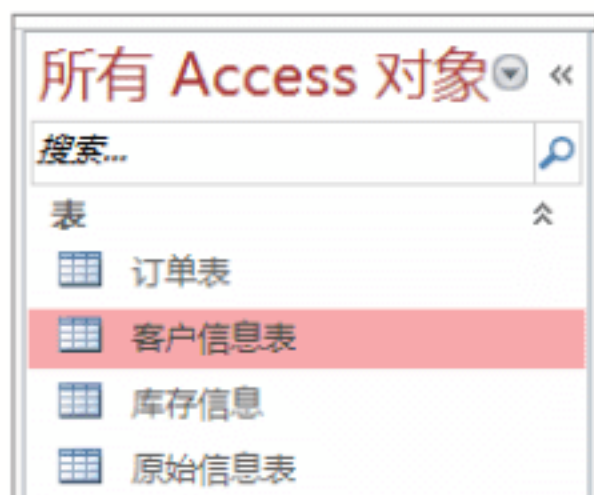 所有 Access 对象
搜索...
表
订单表
客户信息表
库存信息
原始信息表